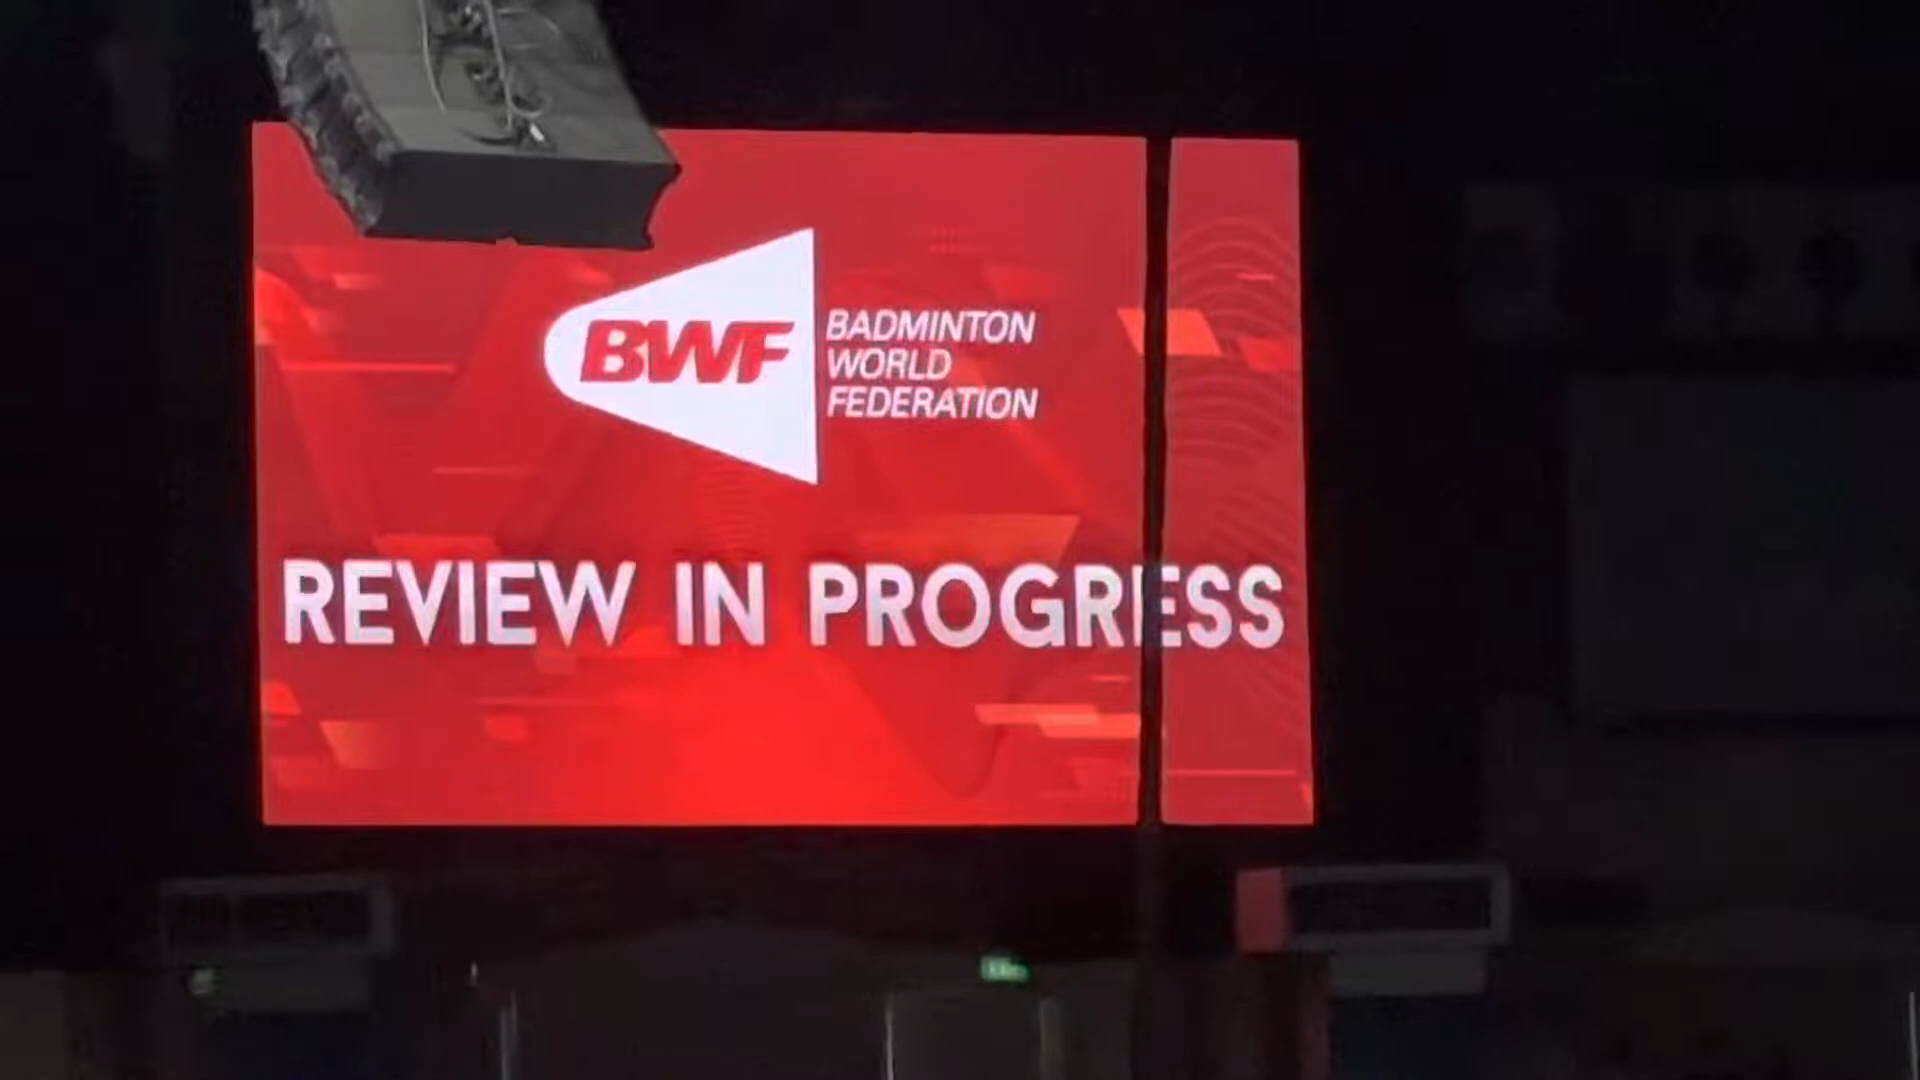 BWF
BADMINTON
WORLD
FEDERATION
REVIEW IN PROGRESS